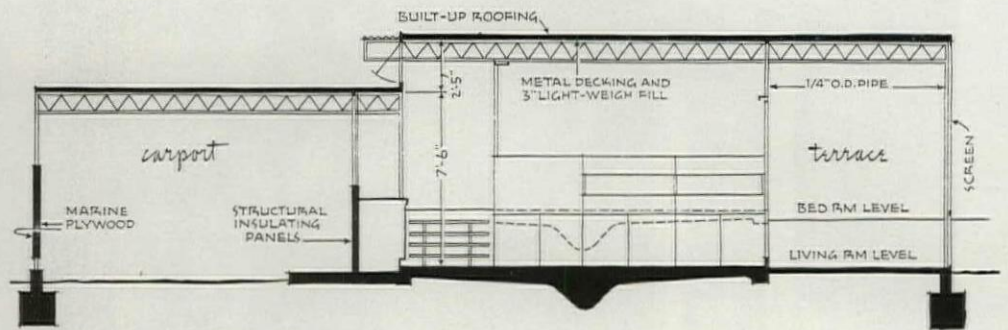 BUILT-UP ROOFING
METAL DECKING AND
3" LIGHT-WEIGH FILL
1/4" O.D. PIPE
2'-5"
7'-6"
carport
terrace
SCREEN
MARINE
PLYWOOD
STRUCTURAL
INSULATING
PANELS
BED RM LEVEL
LIVING RM LEVEL